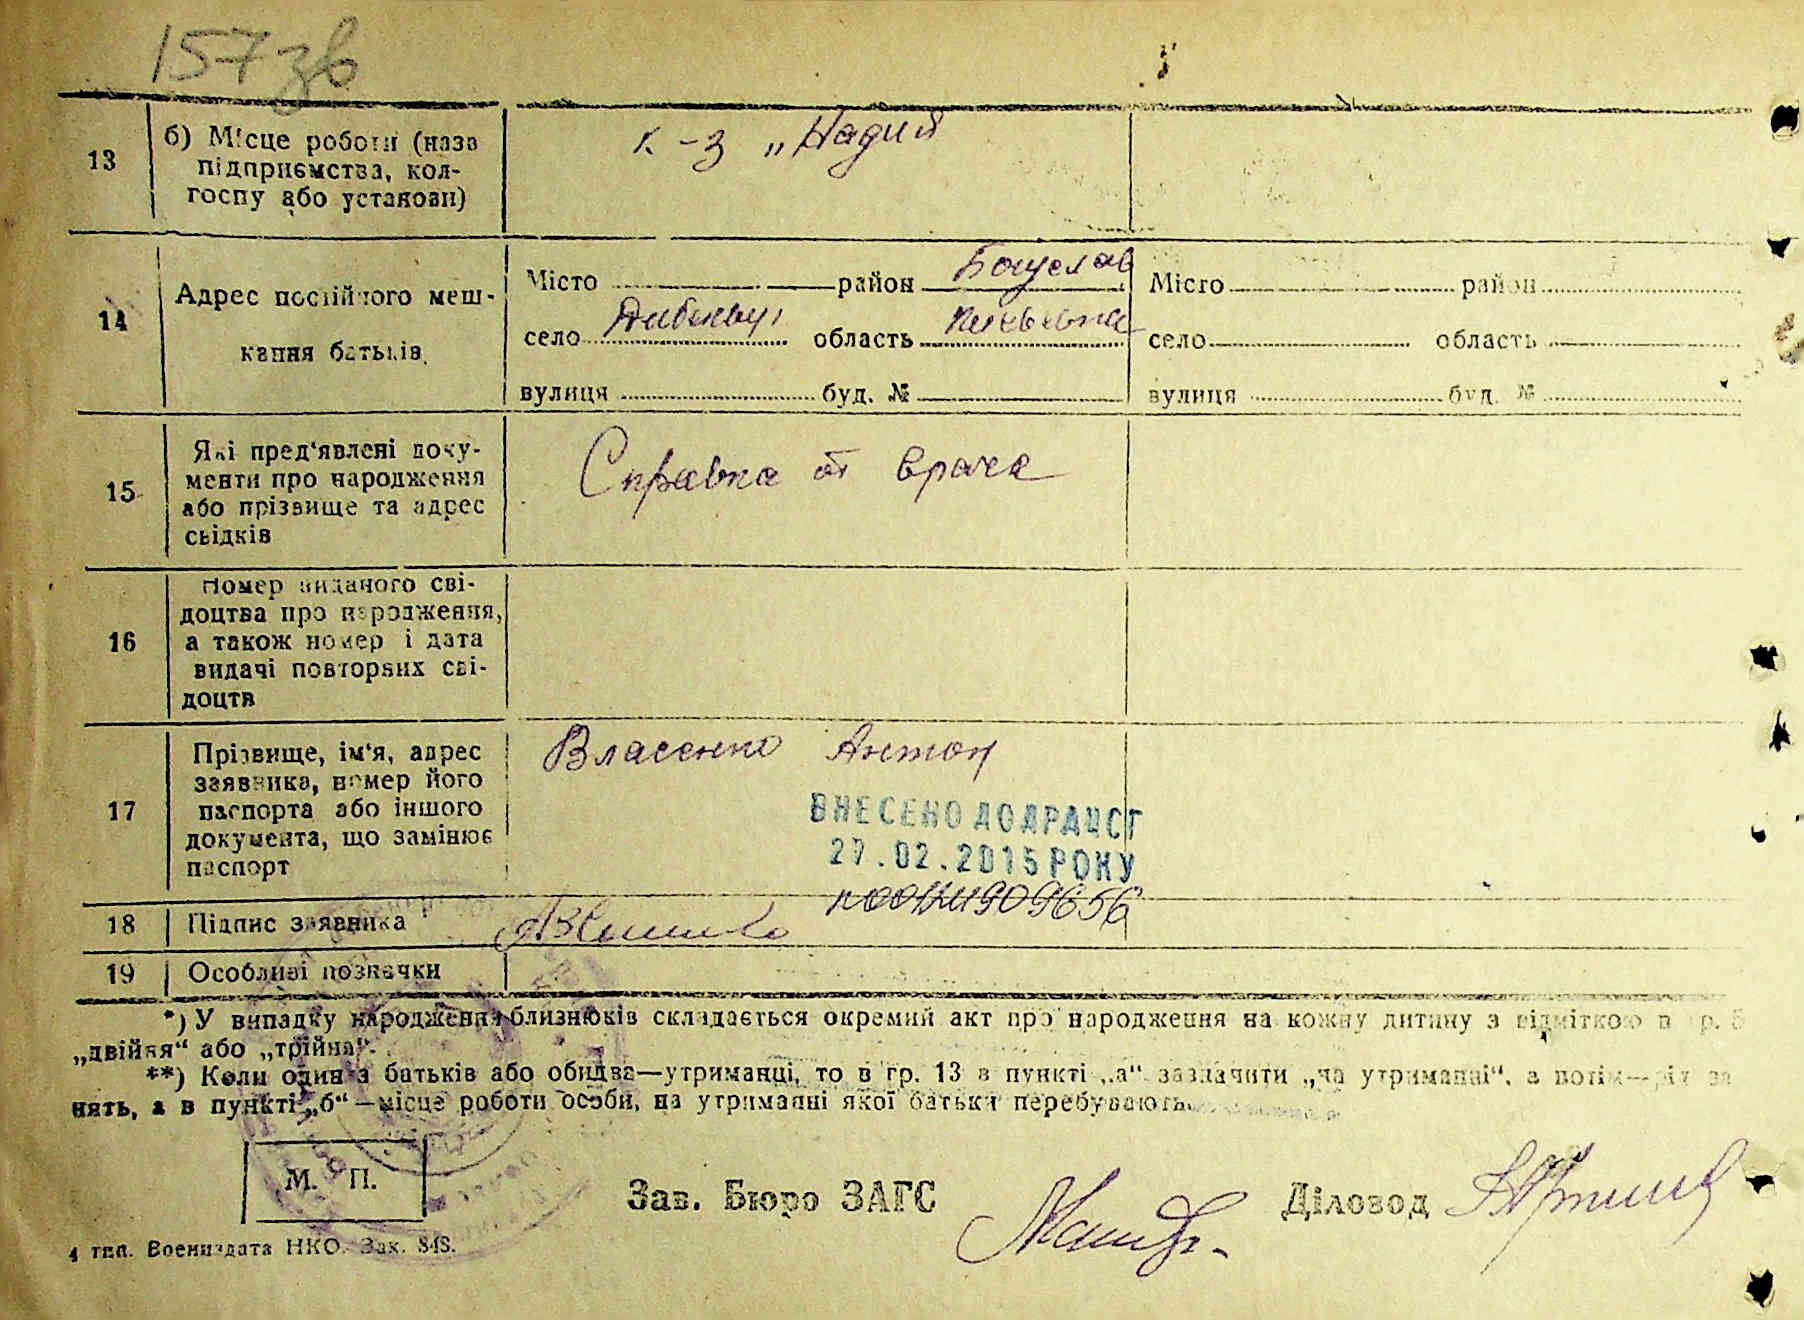 157 зв
13
б) Місце роботи (назва
підприємства, кол-
госпу або установи)
к-з „Надия
14
Адрес постійного меш-
кання батьків
Місто район Богуслав
село область Київська
вулиця буд. №
Місто район
село область
вулиця буд. №
15
Які пред‘явлені доку-
менти про народження
або прізвище та адрес
свідків
Справка от врача
16
Номер виданого сві-
доцтва про народження,
а також номер і дата
видачі повторних сві-
доцтв
17
Прізвище, ім‘я, адрес
заявника, номер його
паспорта або іншого
документа, що замінює
паспорт
Власенко Антон
ВНЕСЕНО ДО ДРАЦСГ
27.02.2015 РОКУ
18
Підпис заявника
19
Особливі позначки
*) У випадку народження близнюків складається окремий акт про народження на кожну дитину з відміткою в гр. 5
„двійня“ або „трійна“.
**) Коли один з батьків або обидва—утриманці, то в гр. 13 в пункті „а“ зазначити „на утриманні“, а потім—рід за
нять, а в пункті „б“—місце роботи особи, на утриманні якої батьки перебувають.
М. П.
Зав. Бюро ЗАГС
Діловод
4 тип. Воениздата НКО. Зак. 848.